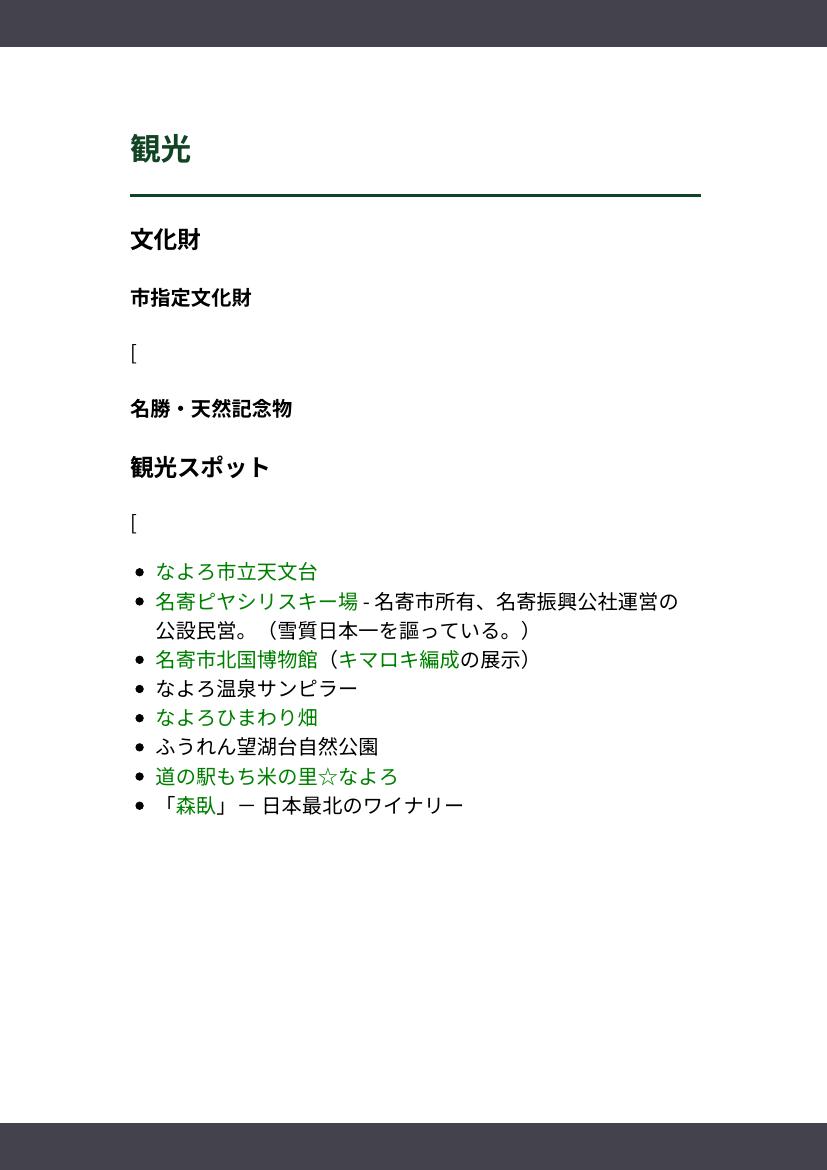 観光
文化財
市指定文化財
[
名勝・天然記念物
観光スポット
[
• なよろ市立天文台
• 名寄ピヤシリスキー場 - 名寄市所有、名寄振興公社運営の
公設民営。（雪質日本一を謳っている。）
• 名寄市北国博物館（キマロキ編成の展示）
• なよろ温泉サンピラー
• なよろひまわり畑
• ふうれん望湖台自然公園
• 道の駅もち米の里☆なよろ
• 「森臥」－ 日本最北のワイナリー